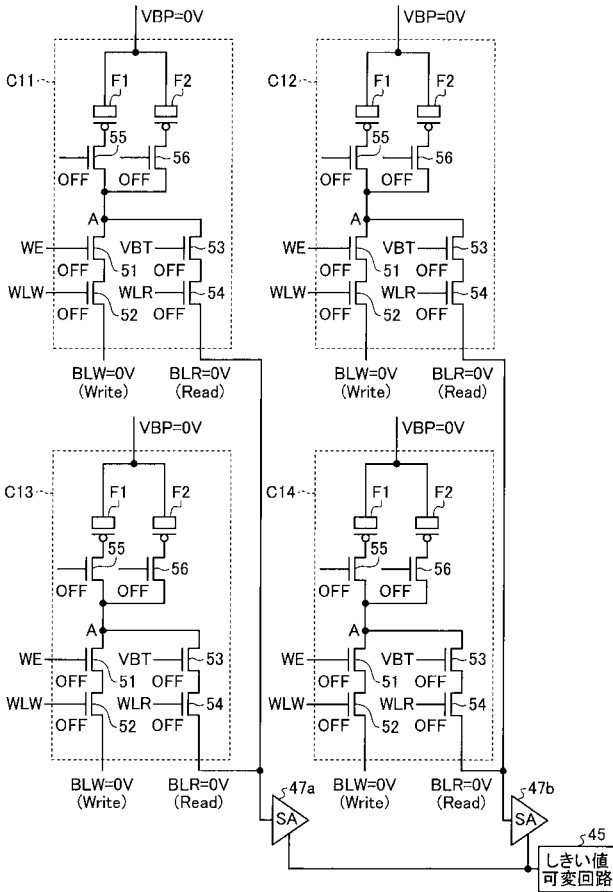 VBP=0V
VBP=0V
C11
F1
F2
C12
F1
F2
55
56
55
56
OFF
OFF
OFF
OFF
A
A
WE
VBT
53
WE
VBT
53
OFF
51
OFF
OFF
51
OFF
WLW
WLR
54
WLW
WLR
54
OFF
52
OFF
OFF
52
OFF
BLW=0V
(Write)
BLR=0V
(Read)
BLW=0V
(Write)
BLR=0V
(Read)
VBP=0V
VBP=0V
C13
F1
F2
C14
F1
F2
55
56
55
56
OFF
OFF
OFF
OFF
A
A
WE
VBT
53
WE
VBT
53
OFF
51
OFF
OFF
51
OFF
WLW
WLR
54
WLW
WLR
54
OFF
52
OFF
OFF
52
OFF
BLW=0V
(Write)
BLR=0V
(Read)
BLW=0V
(Write)
BLR=0V
(Read)
47a
SA
47b
SA
45
しきい値
可変回路